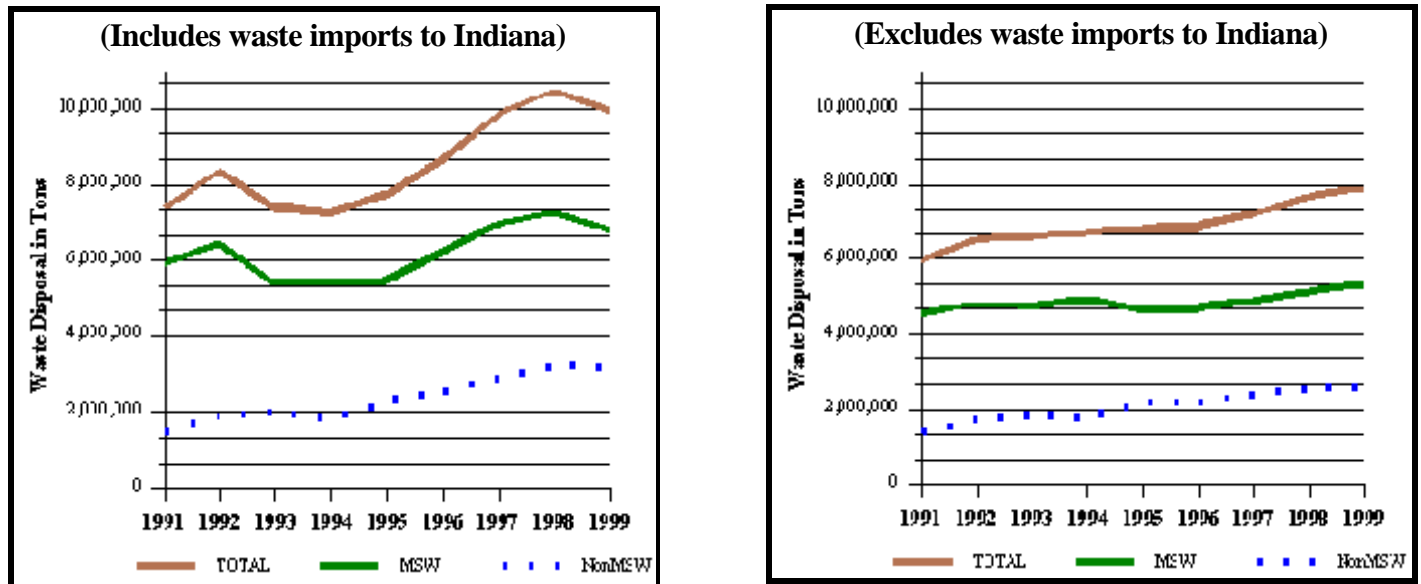 (Includes waste imports to Indiana)
10,000,000
8,000,000
6,000,000
4,000,000
2,000,000
0
Waste Disposal in Tons
1991 1992 1993 1994 1995 1996 1997 1998 1999
TOTAL MSW NonMSW
(Excludes waste imports to Indiana)
10,000,000
8,000,000
6,000,000
4,000,000
2,000,000
0
Waste Disposal in Tons
1991 1992 1993 1994 1995 1996 1997 1998 1999
TOTAL MSW NonMSW